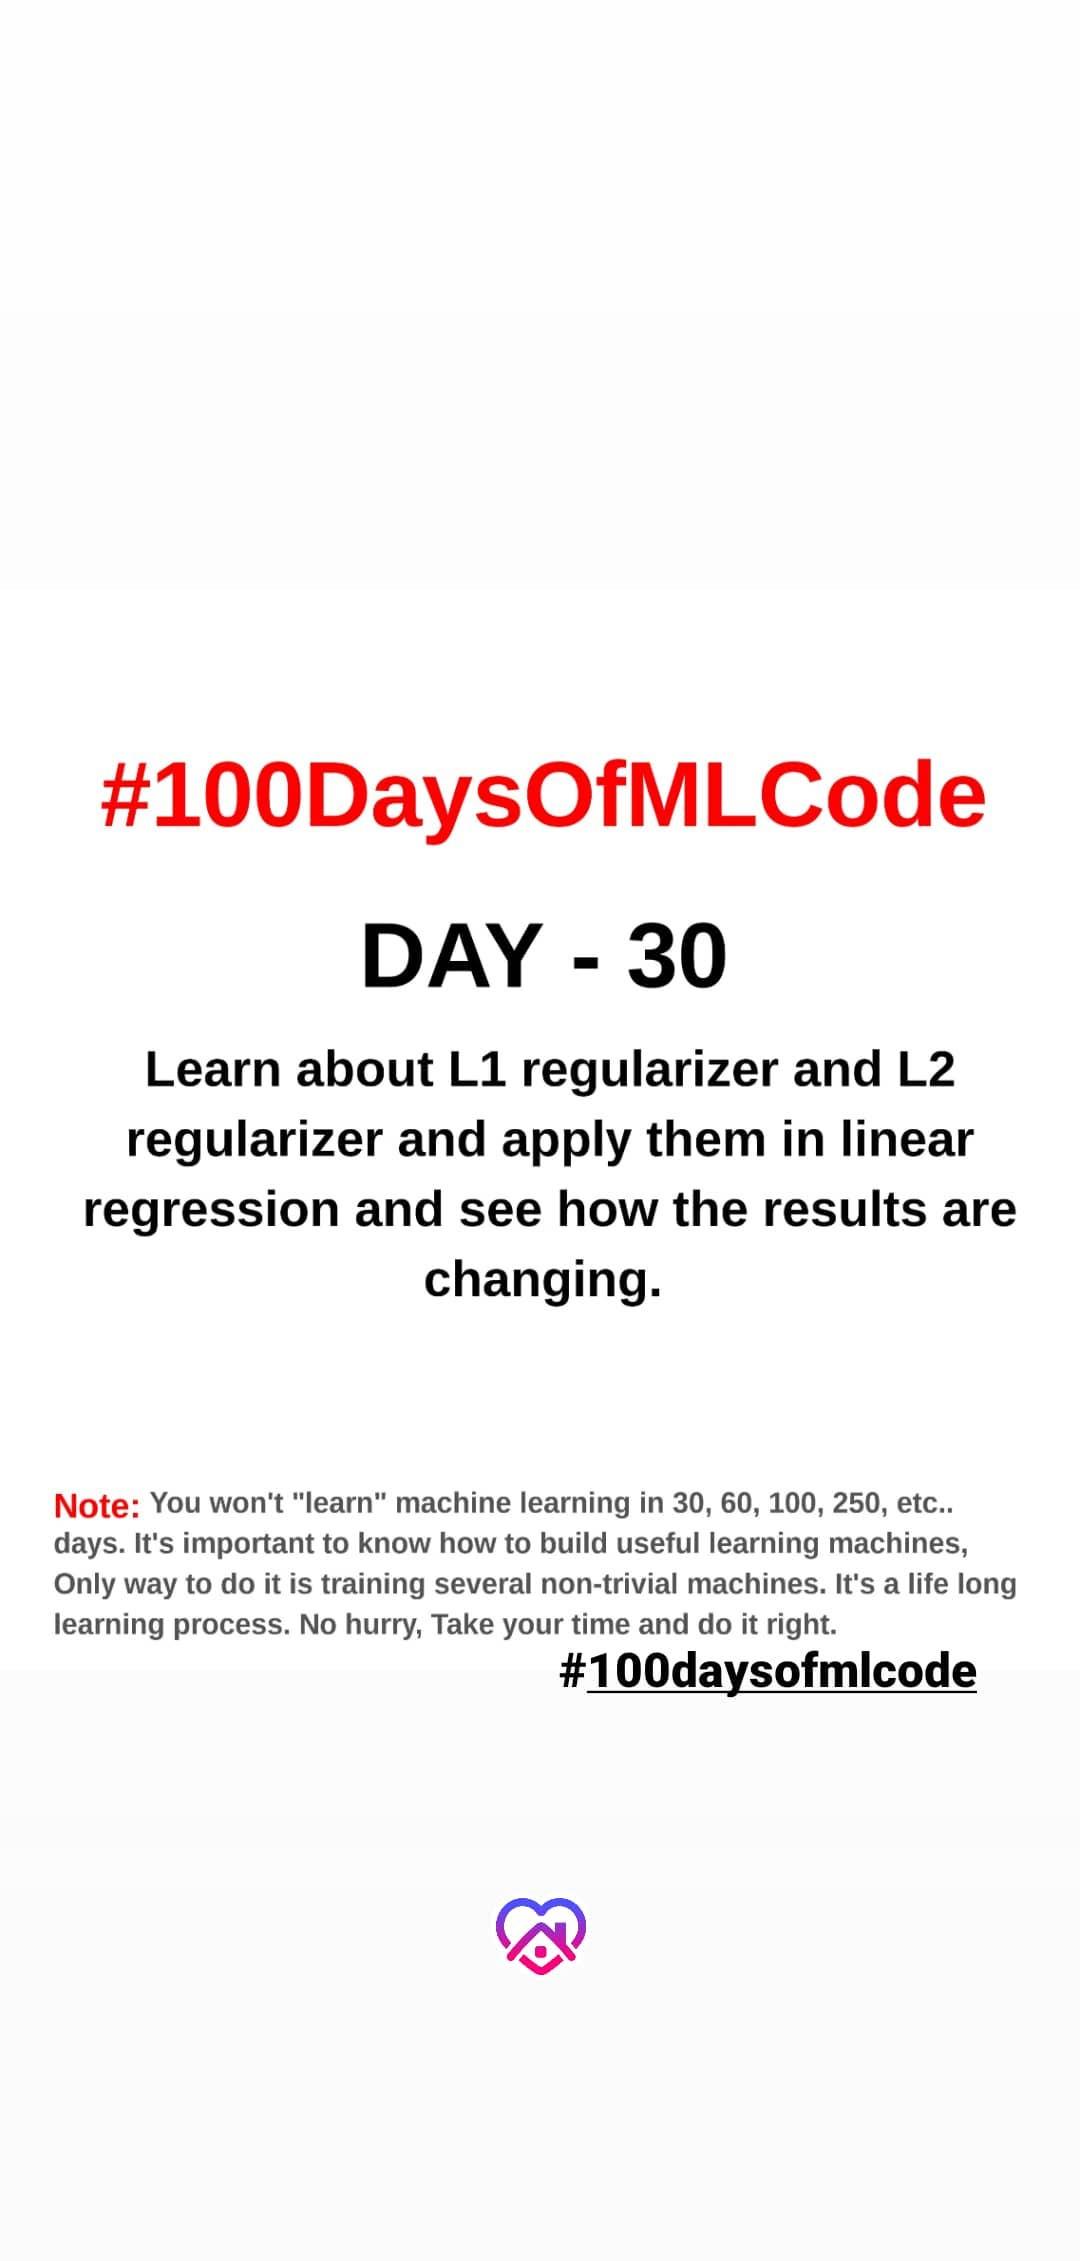 #100DaysOfMLCode
DAY - 30
Learn about L1 regularizer and L2
regularizer and apply them in linear
regression and see how the results are
changing.
Note: You won't "learn" machine learning in 30, 60, 100, 250, etc..
days. It's important to know how to build useful learning machines,
Only way to do it is training several non-trivial machines. It's a life long
learning process. No hurry, Take your time and do it right.
#100daysofmlcode